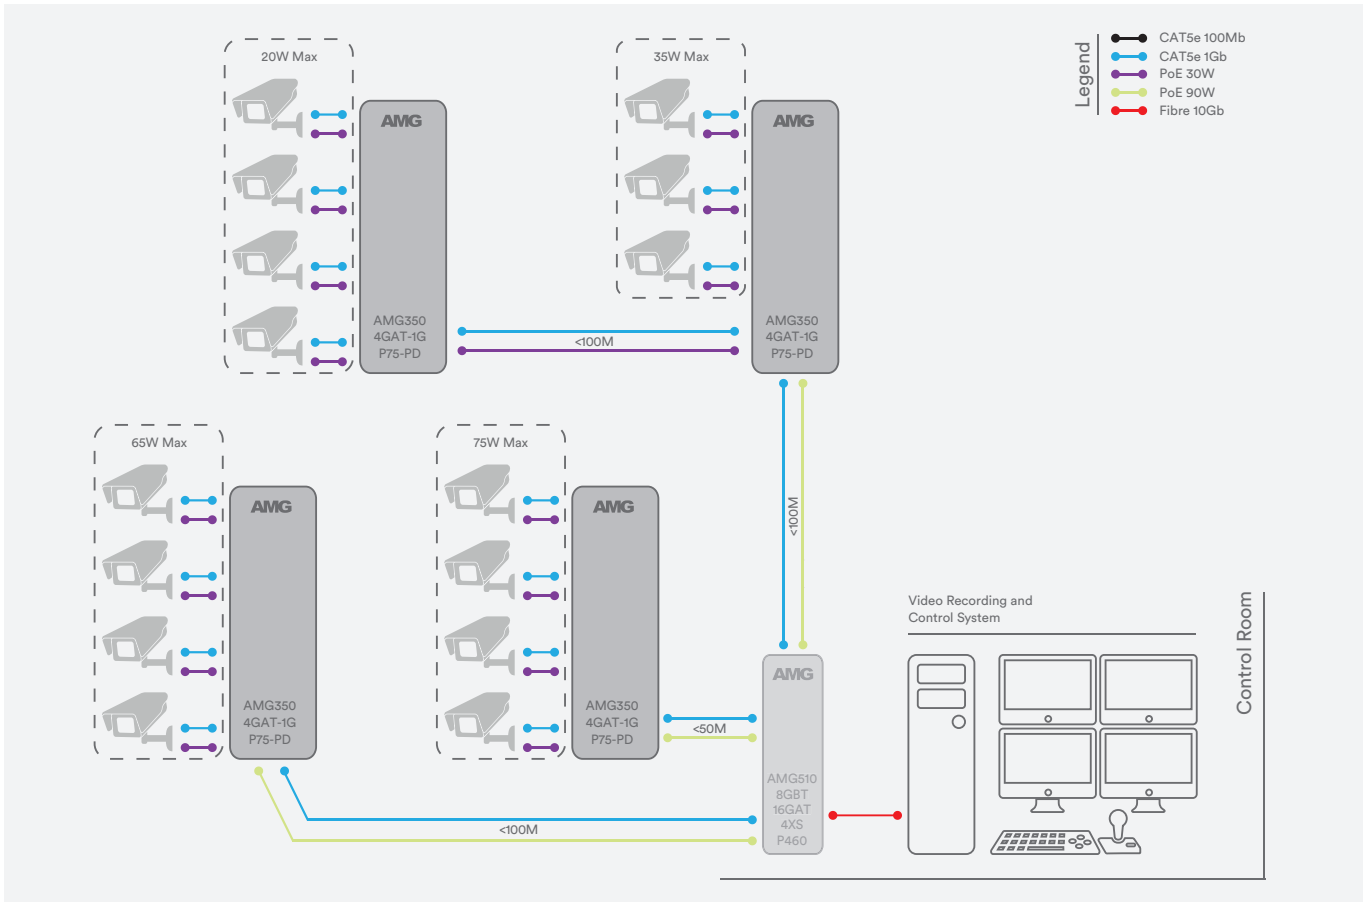 20W Max
AMG
AMG350
4GAT-1G
P75-PD
<100M
35W Max
AMG
AMG350
4GAT-1G
P75-PD
Legend
CAT5e 100Mb
CAT5e 1Gb
PoE 30W
PoE 90W
Fibre 10Gb
<100M
65W Max
AMG
AMG350
4GAT-1G
P75-PD
75W Max
AMG
AMG350
4GAT-1G
P75-PD
<50M
<100M
AMG
AMG510
8GBT
16GAT
4XS
P460
Video Recording and
Control System
Control Room